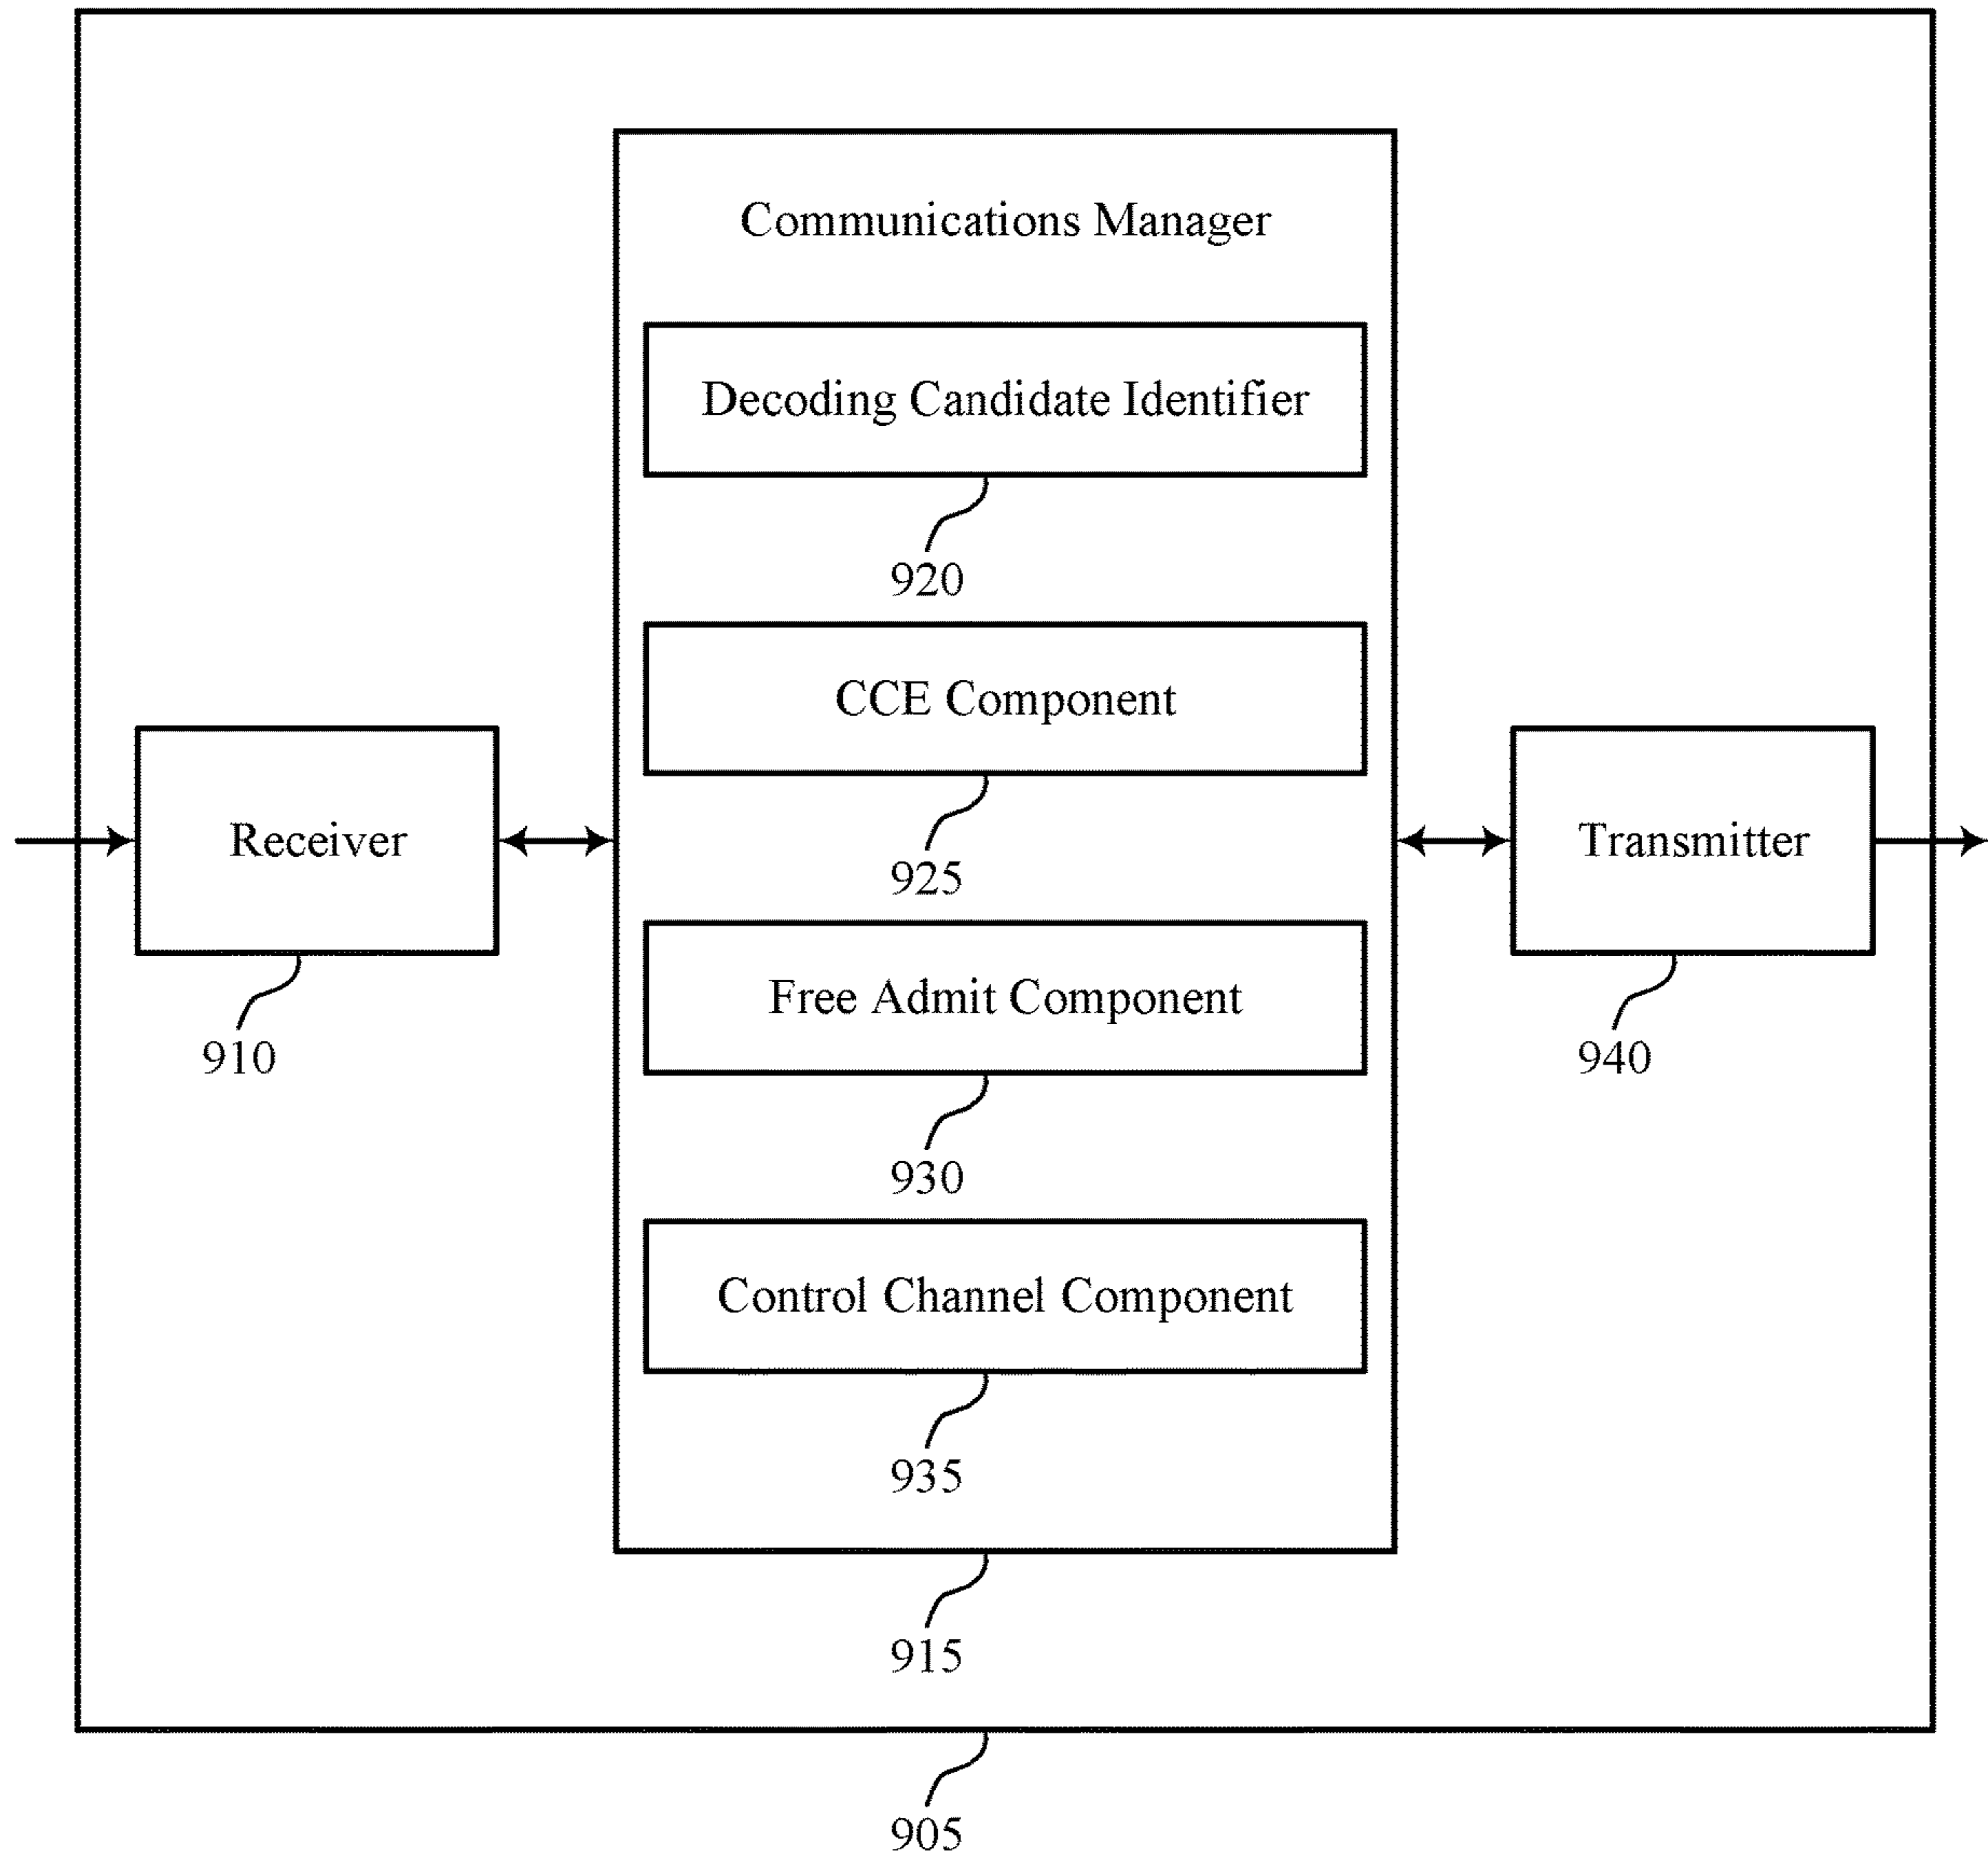 Communications Manager
Decoding Candidate Identifier
920
CCE Component
925
Receiver
910
Transmitter
940
Free Admit Component
930
Control Channel Component
935
915
905